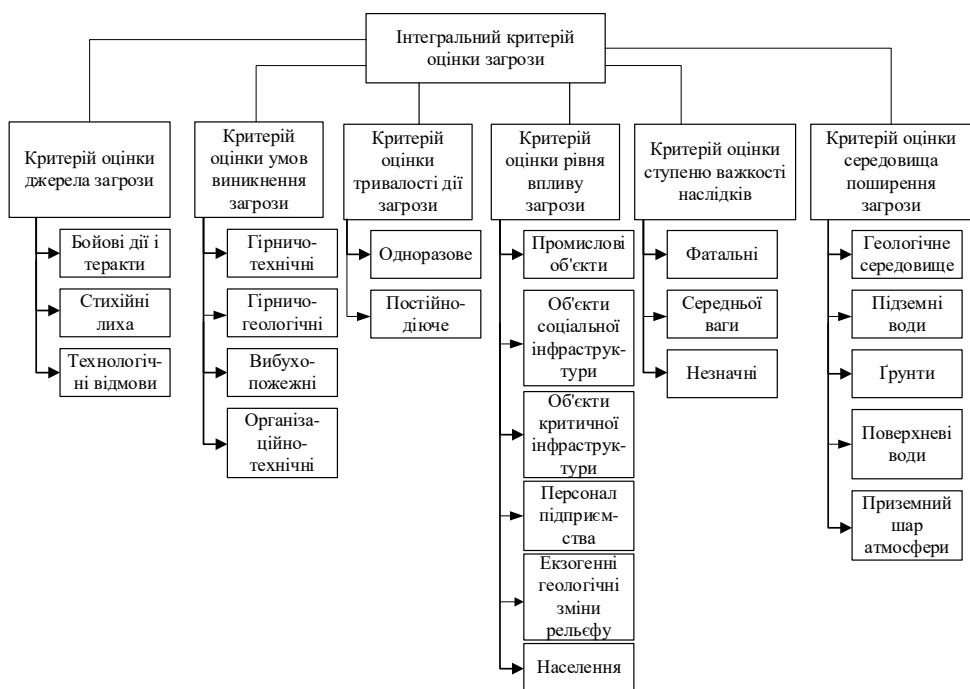 Інтегральний критерій
оцінки загрози
Критерій оцінки
джерела загрози
Бойові дії і
теракти
Стихійні
лиха
Технологіч-
ні відмови
Критерій
оцінки умов
виникнення
загрози
Гірничо-
технічні
Гірничо-
геологічні
Вибухо-
пожежні
Організа-
ційно-
технічні
Критерій
оцінки
тривалості дії
загрози
Одноразове
Постійно-
діюче
Критерій
оцінки рівня
впливу
загрози
Промислові
об'єкти
Об'єкти
соціальної
інфраструк-
тури
Об'єкти
критичної
інфраструк-
тури
Персонал
підприєм-
ства
Екзогенні
геологічні
зміни
рельєфу
Населення
Критерій оцінки
ступеню важкості
наслідків
Фатальні
Середньої
ваги
Незначні
Критерій оцінки
середовища
поширення
загрози
Геологічне
середовище
Підземні
води
Ґрунти
Поверхневі
води
Приземний
шар
атмосфери